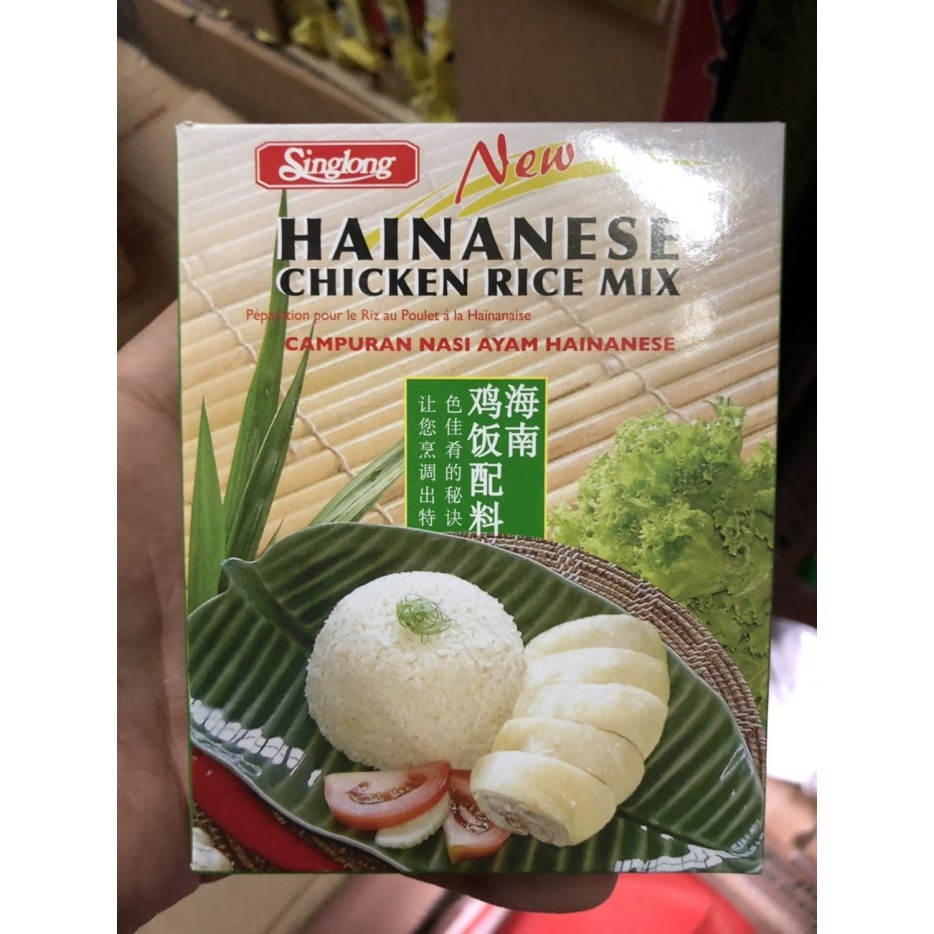 Singlong
New
HAINANESE
CHICKEN RICE MIX
Péparation pour le Riz au Poulet à la Haïnanaise
CAMPURAN NASI AYAM HAINANESE
海南
鸡饭配料
色佳肴的秘诀
让您烹调出特